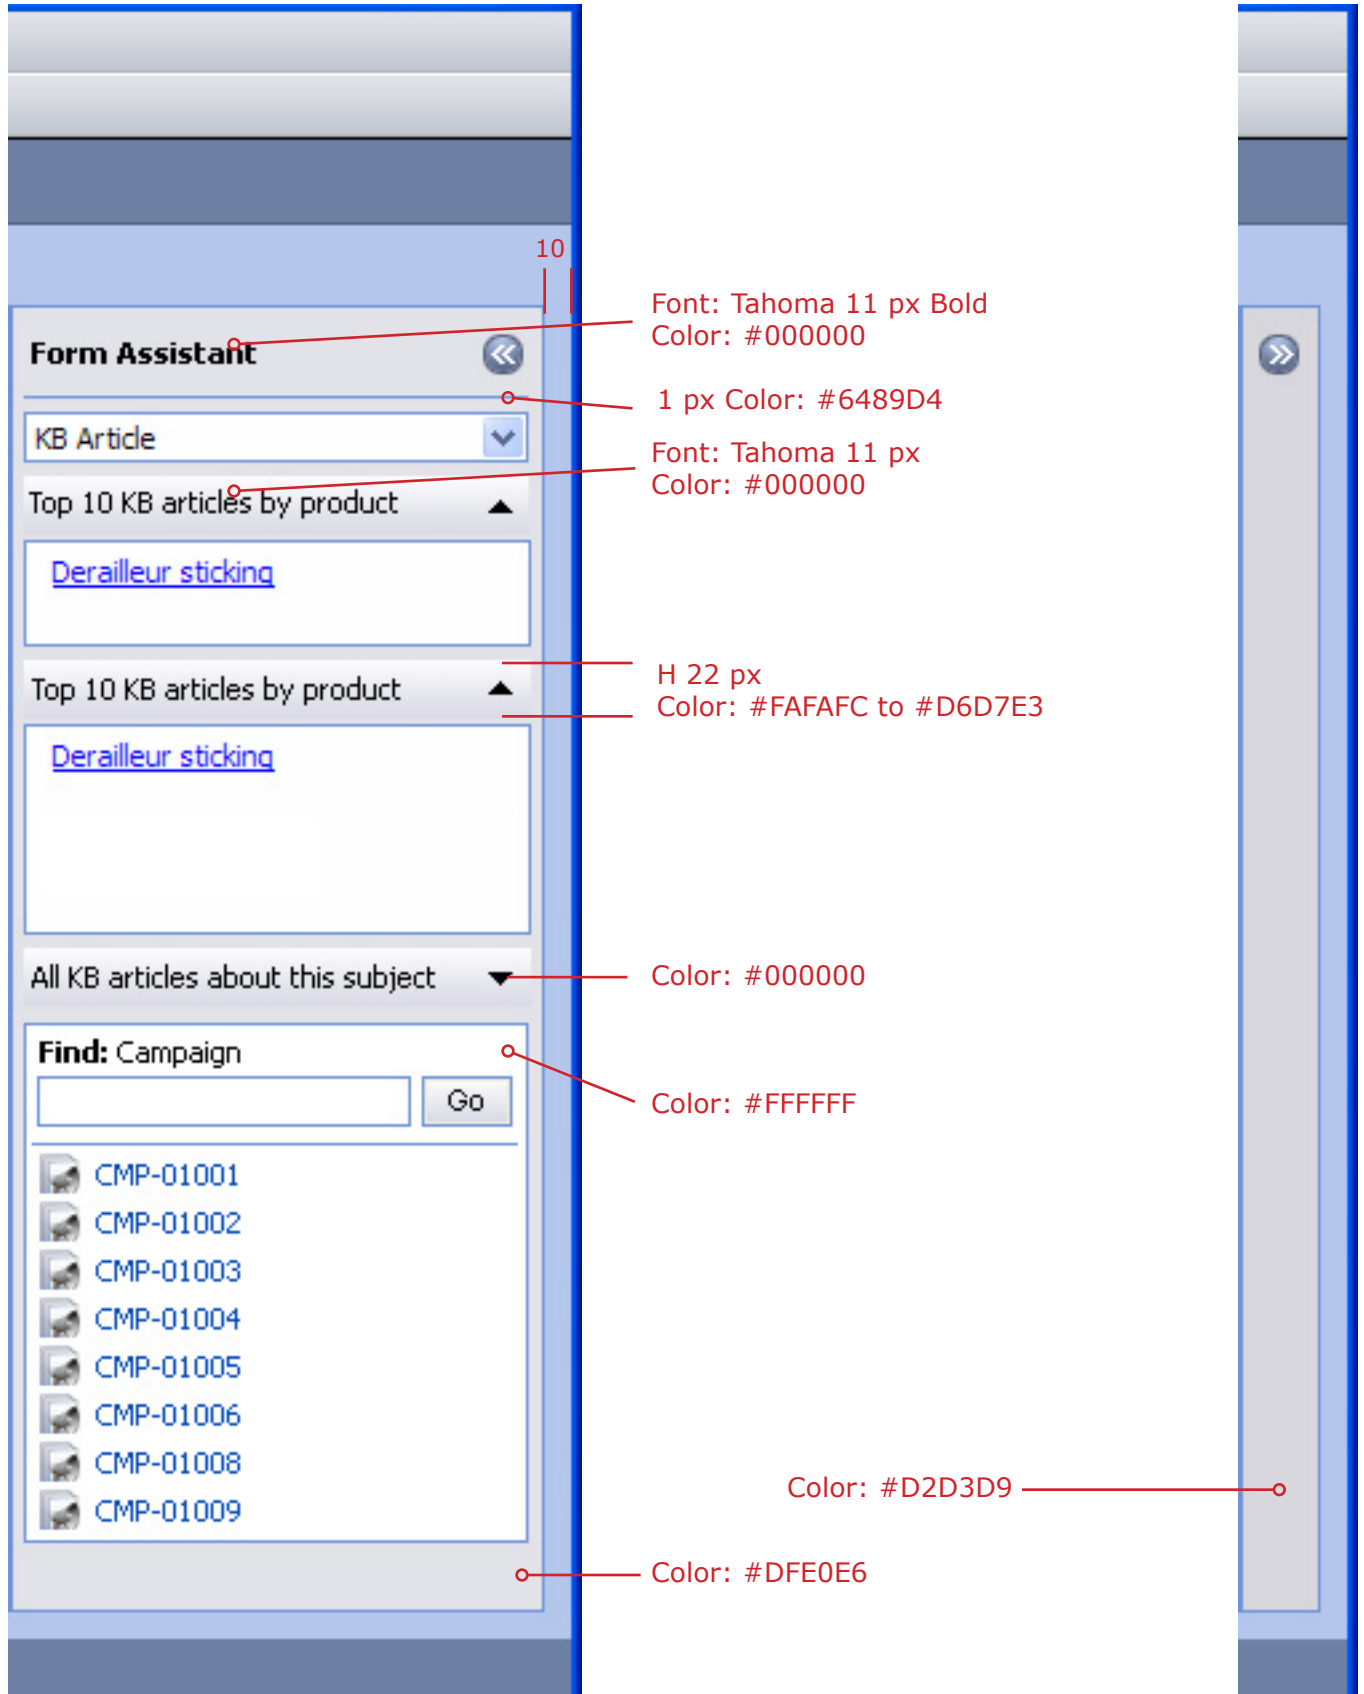 10
Font: Tahoma 11 px Bold
Color: #000000
Form Assistant
1 px Color: #6489D4
KB Article
Font: Tahoma 11 px
Color: #000000
Top 10 KB articles by product
Derailleur sticking
H 22 px
Color: #FAFAFC to #D6D7E3
Top 10 KB articles by product
Derailleur sticking
All KB articles about this subject
Color: #000000
Find: Campaign
Go
Color: #FFFFFF
CMP-01001
CMP-01002
CMP-01003
CMP-01004
CMP-01005
CMP-01006
CMP-01008
CMP-01009
Color: #D2D3D9
Color: #DFE0E6